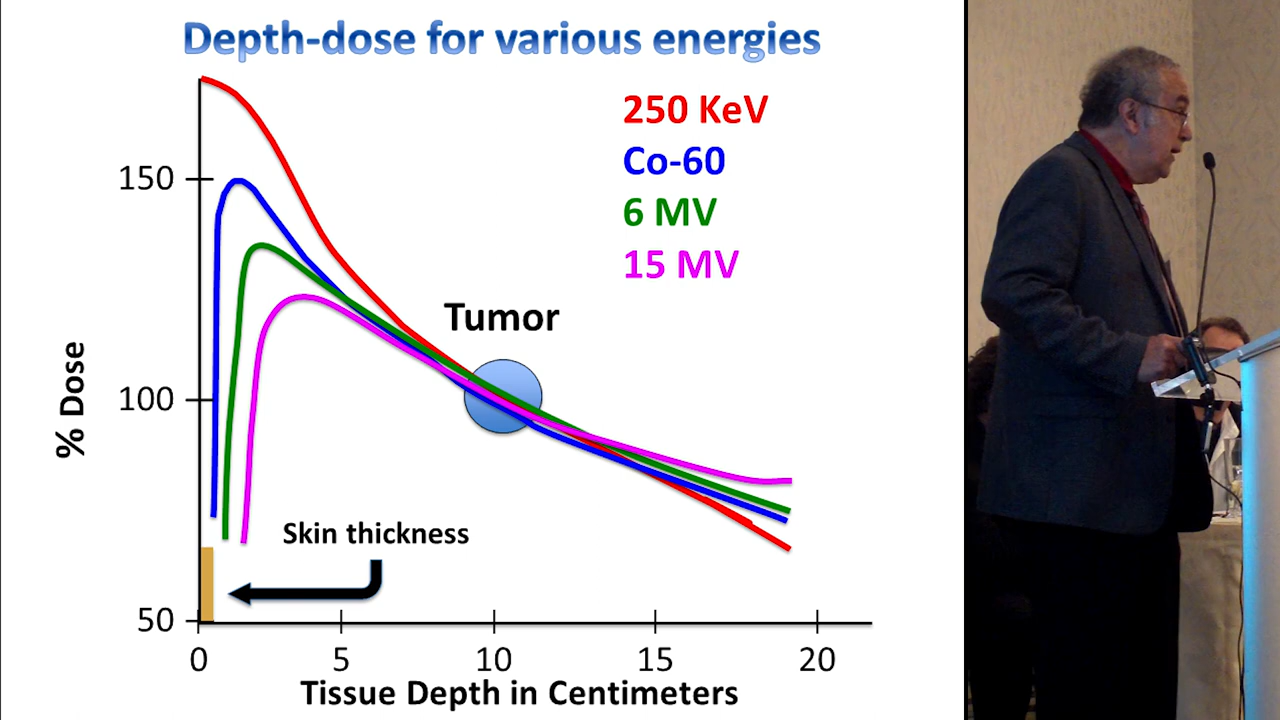 Depth-dose for various energies
250 KeV
Co-60
6 MV
15 MV
Tumor
150
100
50
% Dose
Skin thickness
0 5 10 15 20
Tissue Depth in Centimeters